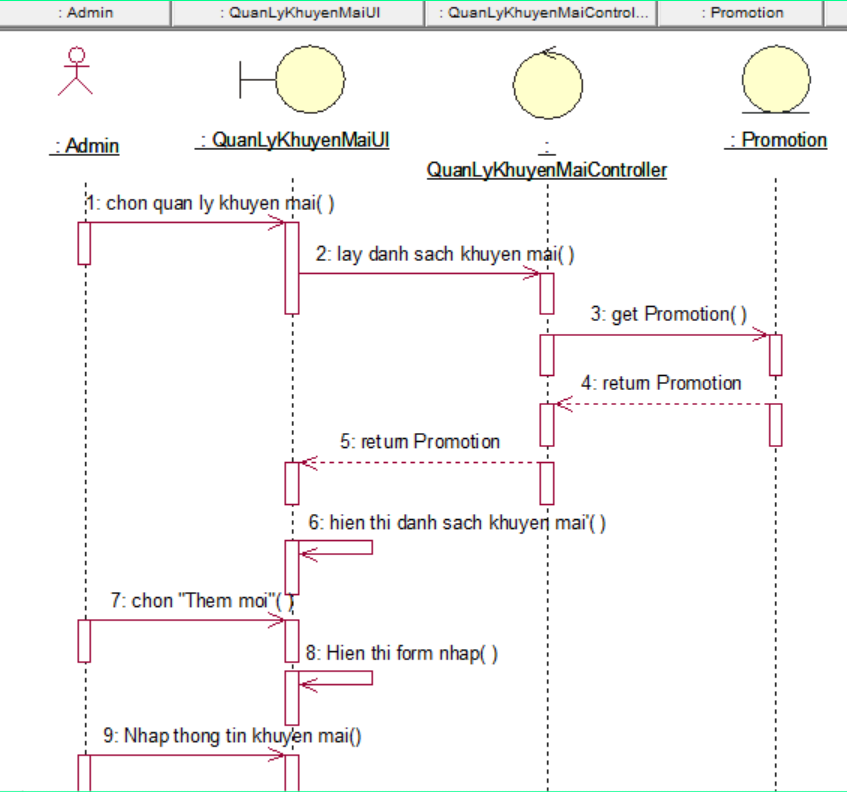 : Admin
: QuanLyKhuyenMaiUI
: QuanLyKhuyenMaiControl...
: Promotion
: Admin
: QuanLyKhuyenMaiUI
:
QuanLyKhuyenMaiController
: Promotion
1: chon quan ly khuyen mai( )
2: lay danh sach khuyen mai( )
3: get Promotion( )
4: return Promotion
5: return Promotion
6: hien thi danh sach khuyen mai'( )
7: chon "Them moi"( )
8: Hien thi form nhap( )
9: Nhap thong tin khuyen mai()